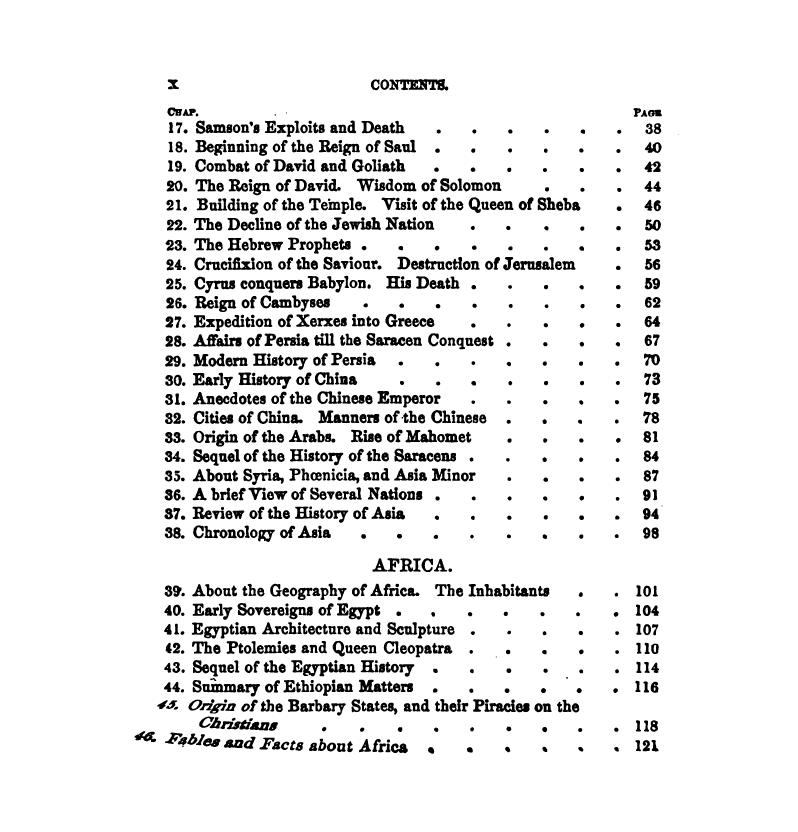 X CONTENTS.
CHAP. PAGE
17. Samson's Exploits and Death . . . . . . 38
18. Beginning of the Reign of Saul . . . . . . 40
19. Combat of David and Goliath . . . . . . 42
20. The Reign of David. Wisdom of Solomon . . . 44
21. Building of the Temple. Visit of the Queen of Sheba . 46
22. The Decline of the Jewish Nation . . . . . 50
23. The Hebrew Prophets . . . . . . . . 53
24. Crucifixion of the Saviour. Destruction of Jerusalem . 56
25. Cyrus conquers Babylon. His Death . . . . . 59
26. Reign of Cambyses . . . . . . . . 62
27. Expedition of Xerxes into Greece . . . . . 64
28. Affairs of Persia till the Saracen Conquest . . . . 67
29. Modern History of Persia . . . . . . . 70
30. Early History of China . . . . . . . 73
31. Anecdotes of the Chinese Emperor . . . . . 75
32. Cities of China. Manners of the Chinese . . . . 78
33. Origin of the Arabs. Rise of Mahomet . . . . 81
34. Sequel of the History of the Saracens . . . . . 84
35. About Syria, Phœnicia, and Asia Minor . . . . 87
36. A brief View of Several Nations . . . . . . 91
37. Review of the History of Asia . . . . . . 94
38. Chronology of Asia . . . . . . . . 98
AFRICA.
39. About the Geography of Africa. The Inhabitants . . 101
40. Early Sovereigns of Egypt . . . . . . . 104
41. Egyptian Architecture and Sculpture . . . . . 107
42. The Ptolemies and Queen Cleopatra . . . . . 110
43. Sequel of the Egyptian History . . . . . . 114
44. Summary of Ethiopian Matters . . . . . . 116
45. Origin of the Barbary States, and their Piracies on the
Christians . . . . . . . . . 118
46. Fables and Facts about Africa . . . . . . 121